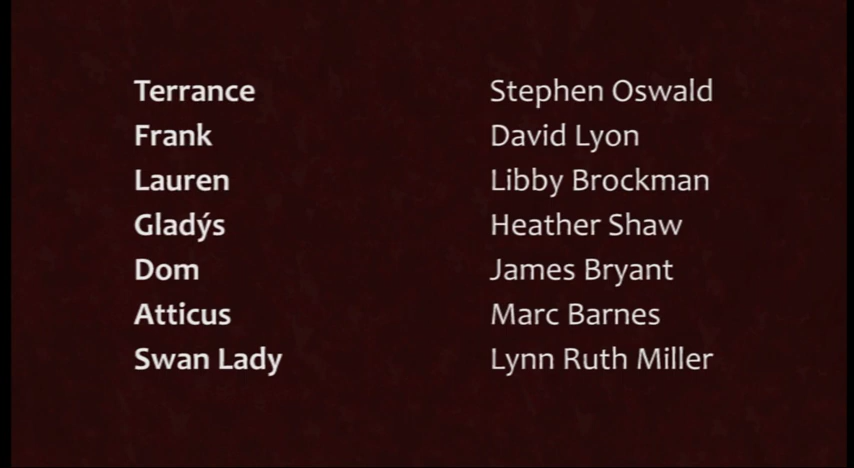 Terrance Stephen Oswald
Frank David Lyon
Lauren Libby Brockman
Gladýs Heather Shaw
Dom James Bryant
Atticus Marc Barnes
Swan Lady Lynn Ruth Miller